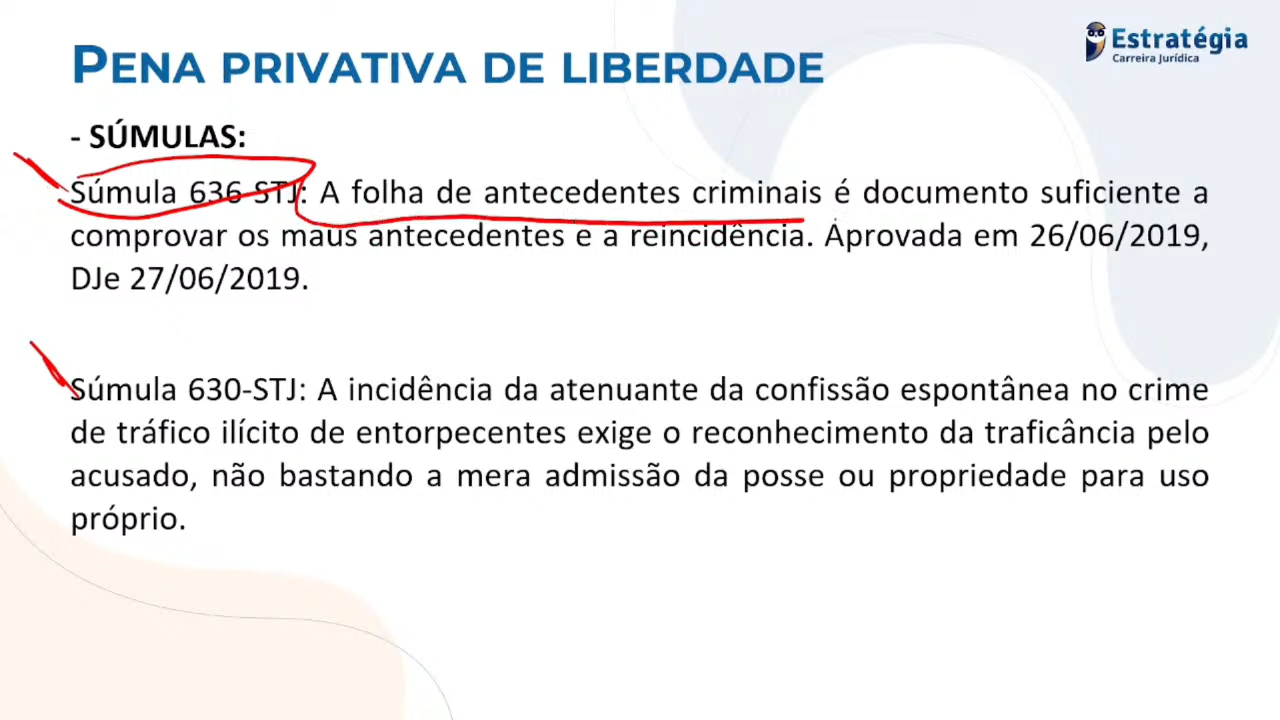 PENA PRIVATIVA DE LIBERDADE
Estratégia
Carreira Jurídica
- SÚMULAS:
Súmula 636-STJ: A folha de antecedentes criminais é documento suficiente a
comprovar os maus antecedentes e a reincidência. Aprovada em 26/06/2019,
DJe 27/06/2019.
Súmula 630-STJ: A incidência da atenuante da confissão espontânea no crime
de tráfico ilícito de entorpecentes exige o reconhecimento da traficância pelo
acusado, não bastando a mera admissão da posse ou propriedade para uso
próprio.